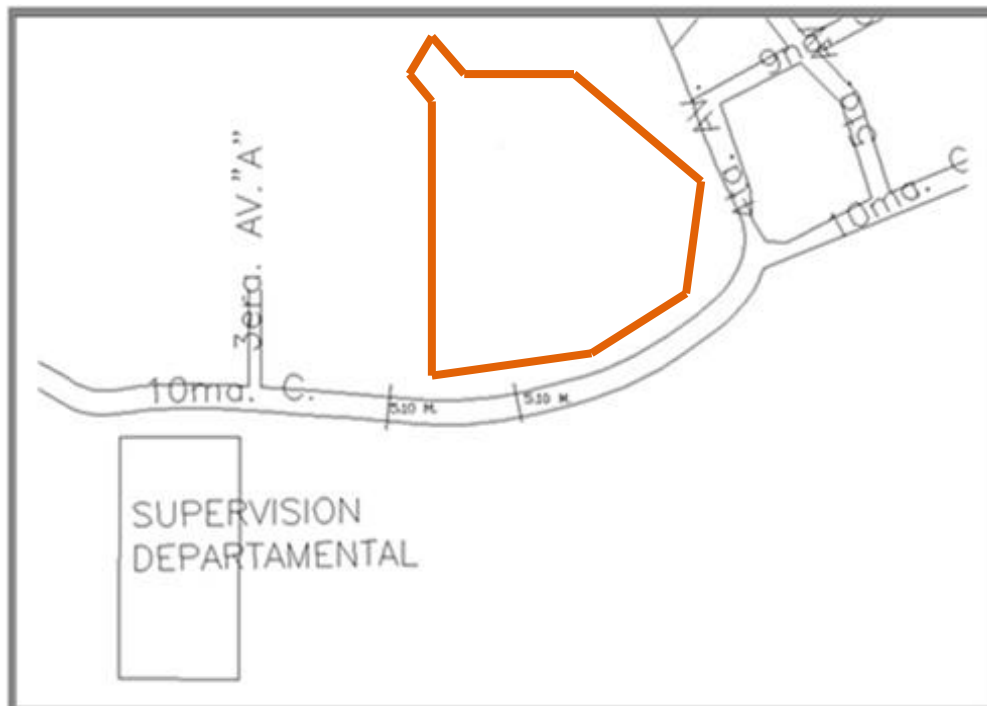 9na. C
4ta. AV.
5ta.
10ma. C
3era. AV."A"
10ma. C.
5.10 M.
5.10 M.
SUPERVISION
DEPARTAMENTAL